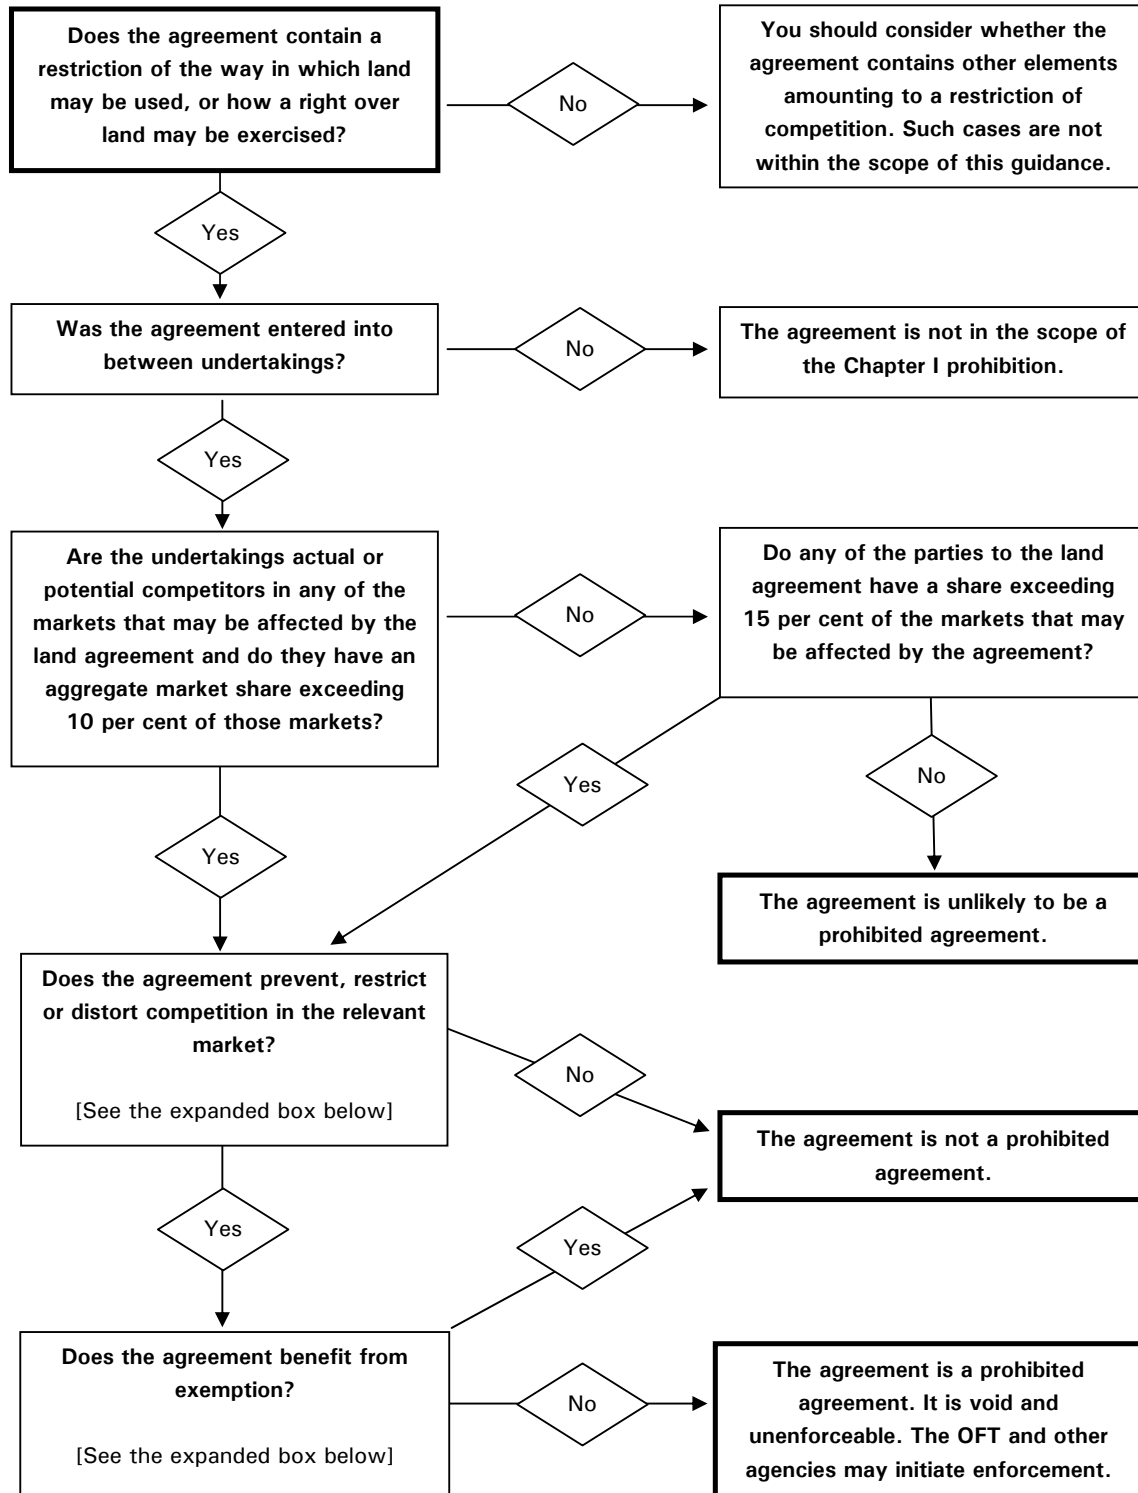 Does the agreement contain a
restriction of the way in which land
may be used, or how a right over
land may be exercised?
No
You should consider whether the
agreement contains other elements
amounting to a restriction of
competition. Such cases are not
within the scope of this guidance.
Yes
Was the agreement entered into
between undertakings?
No
The agreement is not in the scope of
the Chapter I prohibition.
Yes
Are the undertakings actual or
potential competitors in any of the
markets that may be affected by the
land agreement and do they have an
aggregate market share exceeding
10 per cent of those markets?
No
Do any of the parties to the land
agreement have a share exceeding
15 per cent of the markets that may
be affected by the agreement?
Yes
No
Yes
The agreement is unlikely to be a
prohibited agreement.
Does the agreement prevent, restrict
or distort competition in the relevant
market?
[See the expanded box below]
No
The agreement is not a prohibited
agreement.
Yes
Yes
Does the agreement benefit from
exemption?
[See the expanded box below]
No
The agreement is a prohibited
agreement. It is void and
unenforceable. The OFT and other
agencies may initiate enforcement.